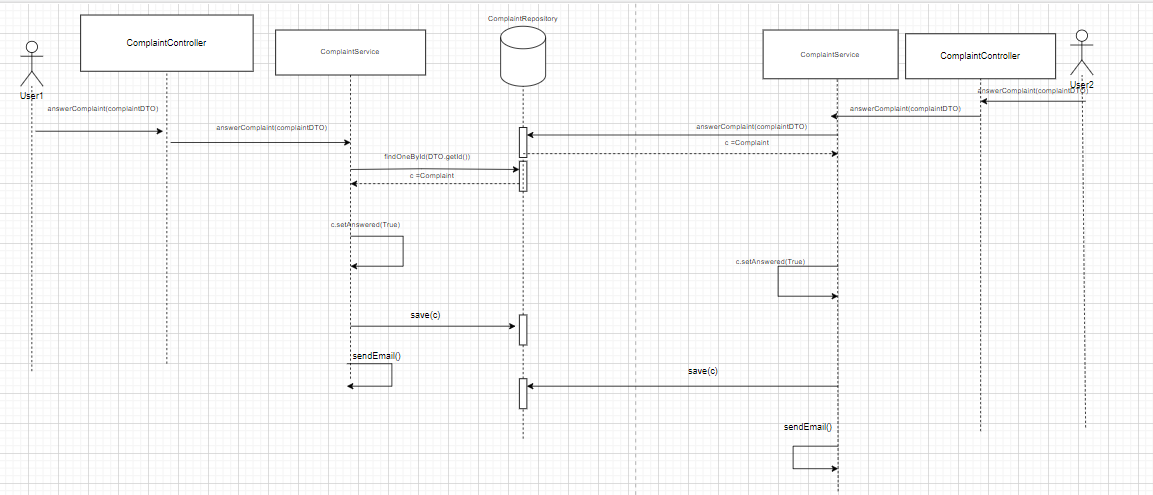 ComplaintRepository
ComplaintController
ComplaintService
ComplaintService
ComplaintController
User1
User2
answerComplaint(complaintDTO)
answerComplaint(complaintDTO)
answerComplaint(complaintDTO)
answerComplaint(complaintDTO)
answerComplaint(complaintDTO)
c =Complaint
findOneById(DTO.getId())
c =Complaint
c.setAnswered(True)
c.setAnswered(True)
save(c)
sendEmail()
save(c)
sendEmail()